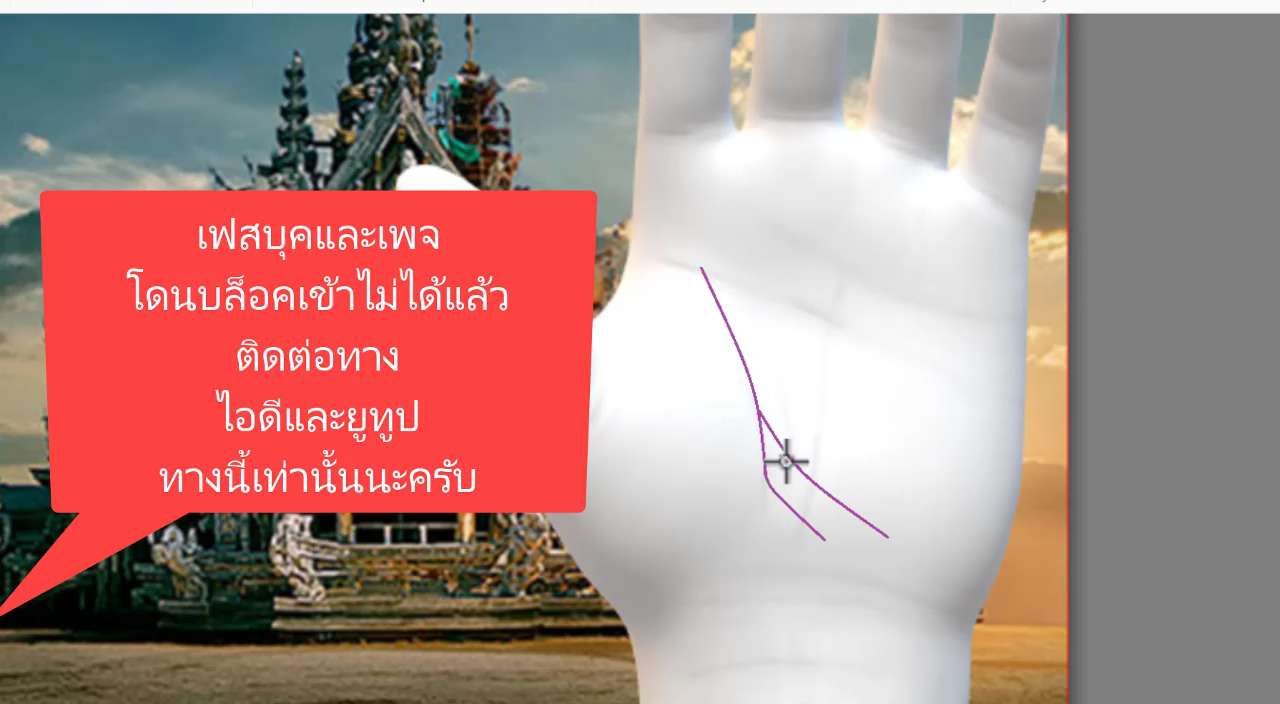 เฟสบุคและเพจ
โดนบล็อคเข้าไม่ได้แล้ว
ติดต่อทาง
ไอดีและยูทูป
ทางนี้เท่านั้นนะครับ